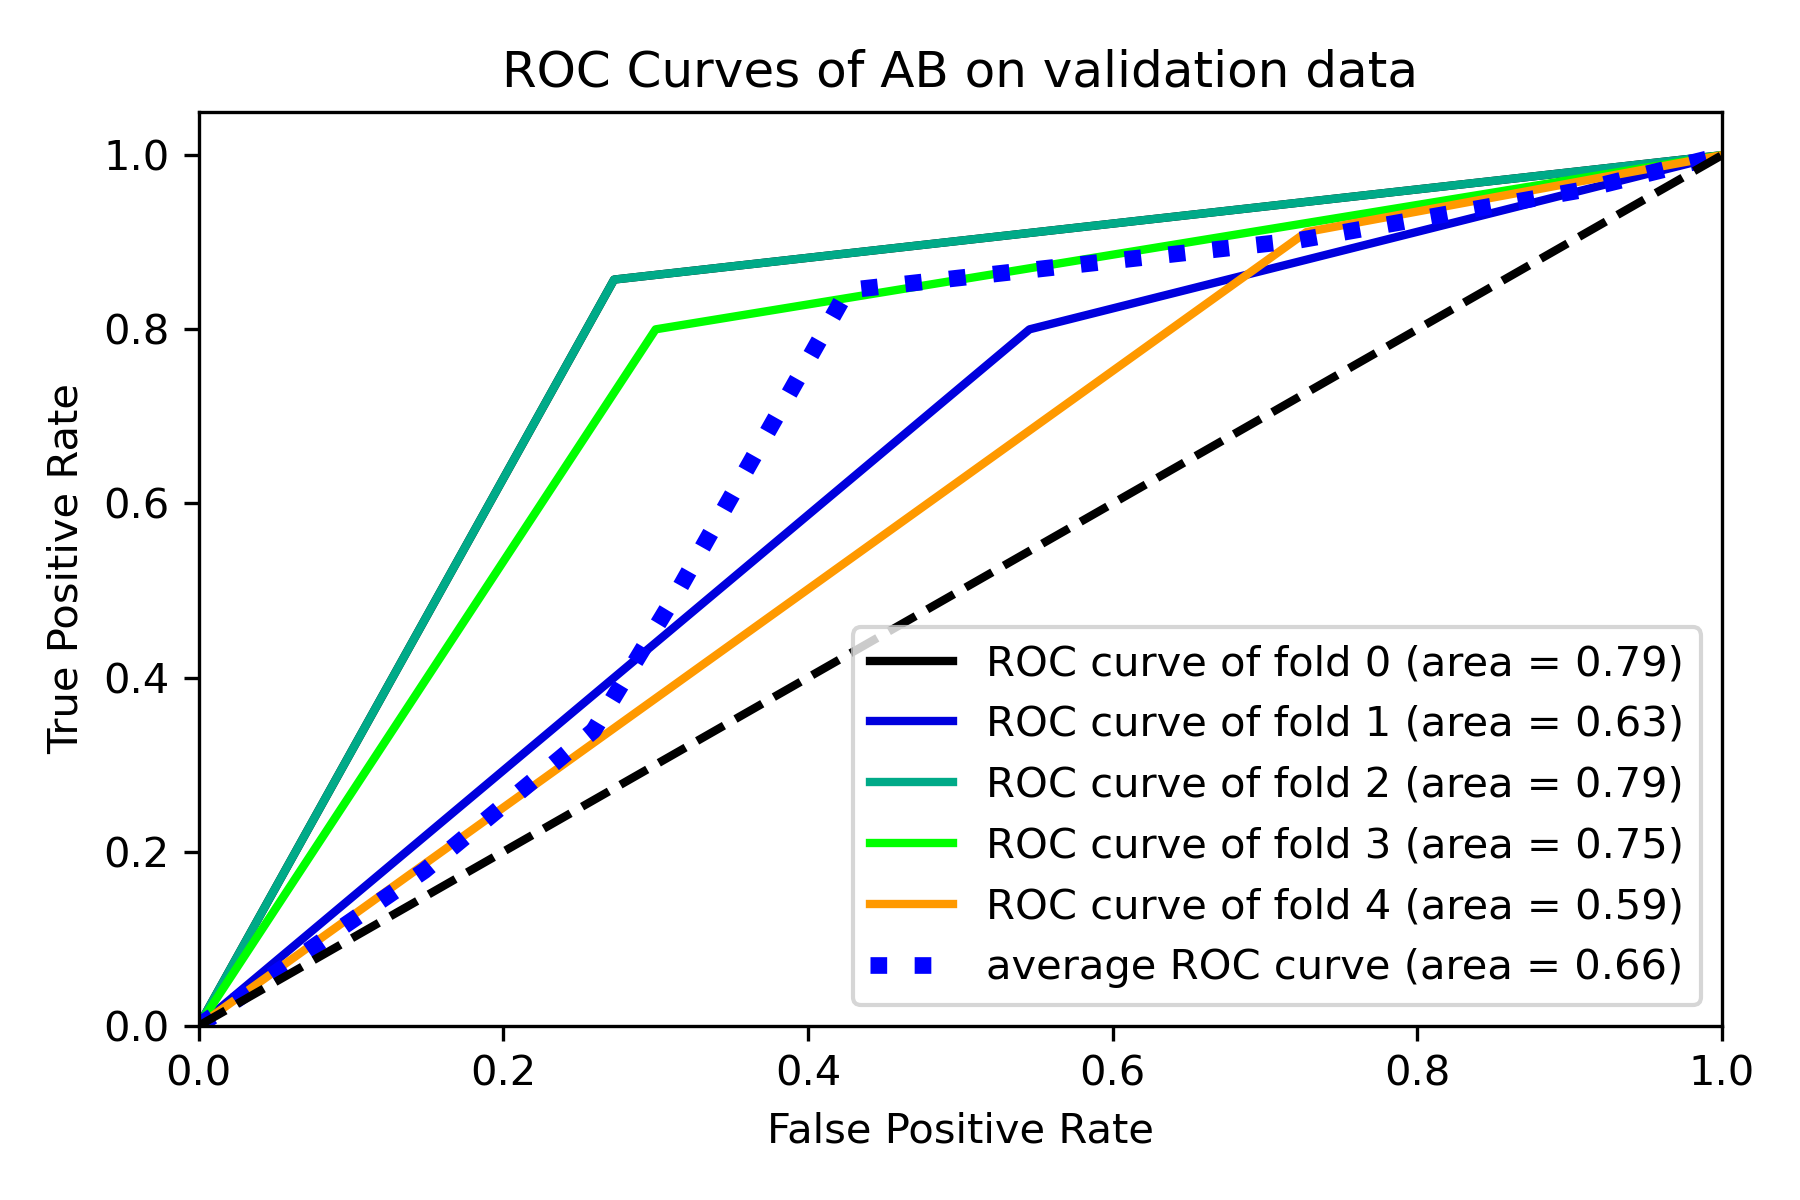 ROC Curves of AB on validation data
True Positive Rate
1.0
0.8
0.6
0.4
0.2
0.0
ROC curve of fold 0 (area = 0.79)
ROC curve of fold 1 (area = 0.63)
ROC curve of fold 2 (area = 0.79)
ROC curve of fold 3 (area = 0.75)
ROC curve of fold 4 (area = 0.59)
average ROC curve (area = 0.66)
0.0 0.2 0.4 0.6 0.8 1.0
False Positive Rate